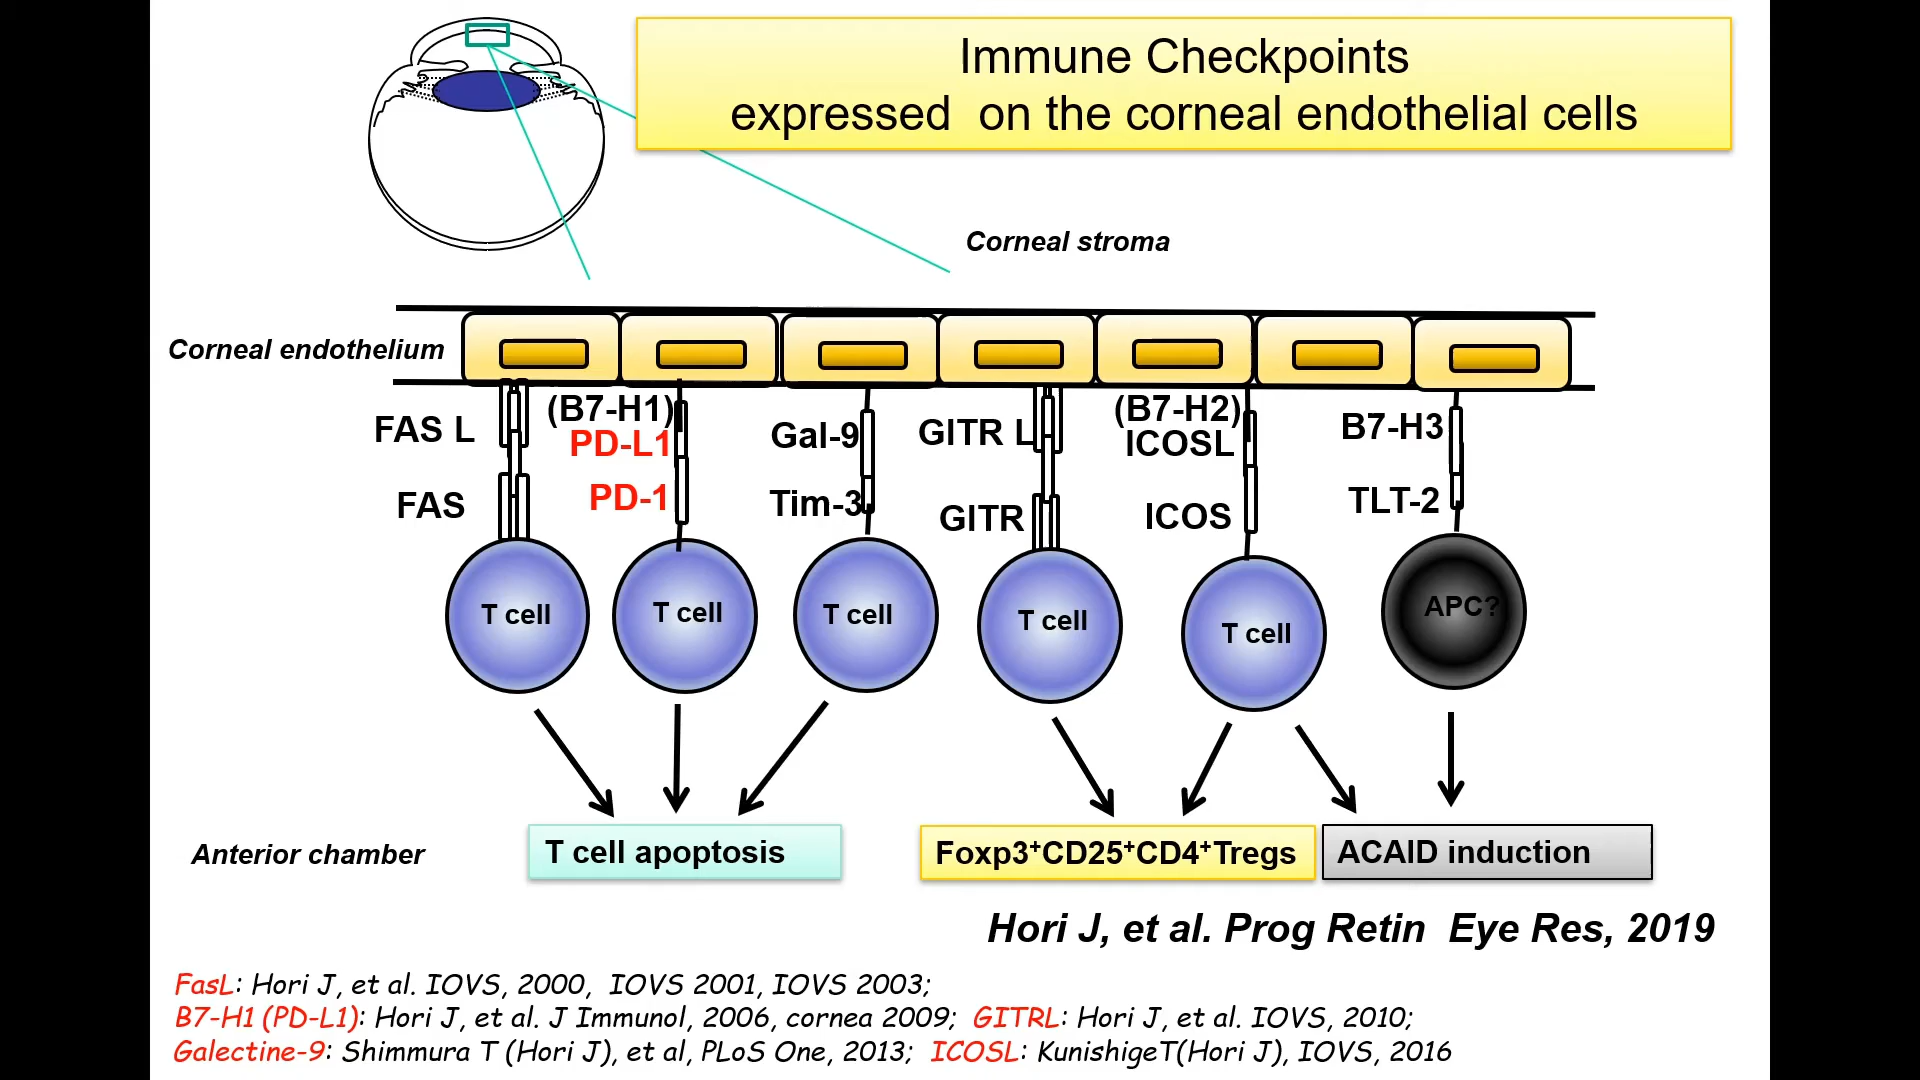 Immune Checkpoints
expressed on the corneal endothelial cells
Corneal stroma
Corneal endothelium
FAS L
(B7-H1)
PD-L1
Gal-9
GITR L
(B7-H2)
ICOSL
B7-H3
FAS
PD-1
Tim-3
GITR
ICOS
TLT-2
T cell
T cell
T cell
T cell
T cell
APC?
Anterior chamber
T cell apoptosis
Foxp3⁺CD25⁺CD4⁺Tregs
ACAID induction
Hori J, et al. Prog Retin Eye Res, 2019
FasL: Hori J, et al. IOVS, 2000, IOVS 2001, IOVS 2003;
B7-H1 (PD-L1): Hori J, et al. J Immunol, 2006, cornea 2009; GITRL: Hori J, et al. IOVS, 2010;
Galectine-9: Shimmura T (Hori J), et al, PLoS One, 2013; ICOSL: KunishigeT(Hori J), IOVS, 2016